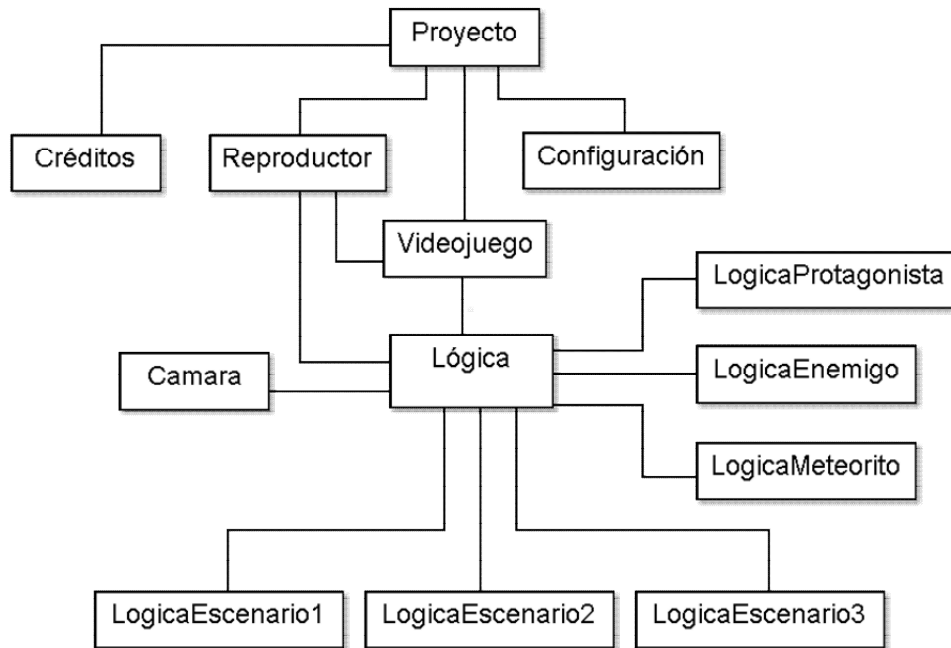 Proyecto
Créditos
Reproductor
Configuración
Videojuego
LogicaProtagonista
Lógica
Camara
LogicaEnemigo
LogicaMeteorito
LogicaEscenario1
LogicaEscenario2
LogicaEscenario3